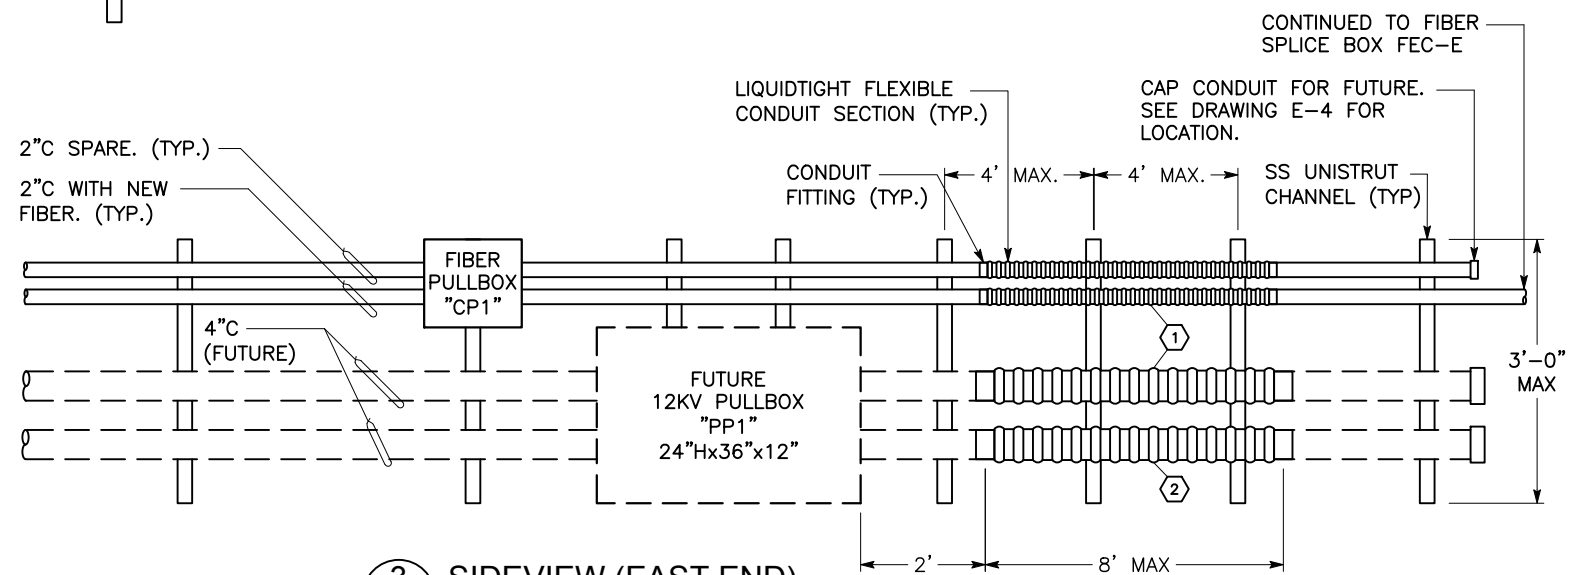 CONTINUED TO FIBER
SPLICE BOX FEC-E
LIQUIDTIGHT FLEXIBLE
CONDUIT SECTION (TYP.)
CAP CONDUIT FOR FUTURE.
SEE DRAWING E-4 FOR
LOCATION.
2"C SPARE. (TYP.)
2"C WITH NEW
FIBER. (TYP.)
CONDUIT
FITTING (TYP.)
4' MAX.
4' MAX.
SS UNISTRUT
CHANNEL (TYP)
FIBER
PULLBOX
"CP1"
4"C
(FUTURE)
1
3'-0"
MAX
FUTURE
12KV PULLBOX
"PP1"
24"Hx36"x12"
2
2'
8' MAX
SIDEVIEW (EAST END)